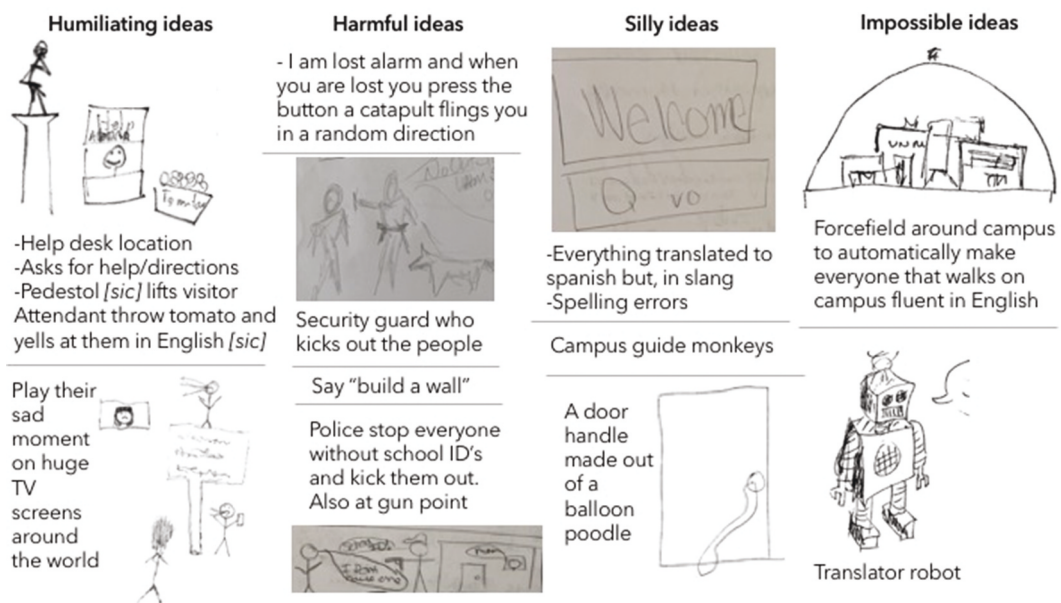 Humiliating ideas
Help
-Help desk location
-Asks for help/directions
-Pedestol [sic] lifts visitor
Attendant throw tomato and
yells at them in English [sic]
Play their
sad
moment
on huge
TV
screens
around
the world
Harmful ideas
- I am lost alarm and when
you are lost you press the
button a catapult flings you
in a random direction
Security guard who
kicks out the people
Say "build a wall"
Police stop everyone
without school ID's
and kick them out.
Also at gun point
Silly ideas
Welcome
Q vo
-Everything translated to
spanish but, in slang
-Spelling errors
Campus guide monkeys
A door
handle
made out
of a
balloon
poodle
Impossible ideas
UNM
Forcefield around campus
to automatically make
everyone that walks on
campus fluent in English
Translator robot